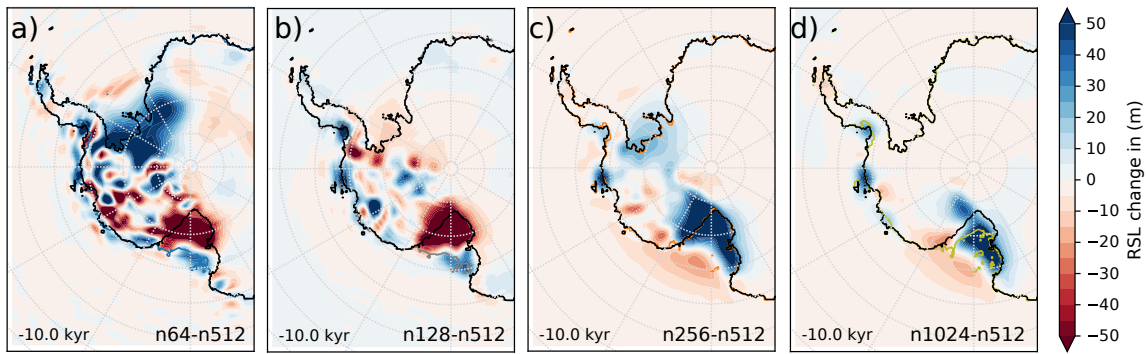 a)
b)
c)
d)
-10.0 kyr
n64-n512
-10.0 kyr
n128-n512
-10.0 kyr
n256-n512
-10.0 kyr
n1024-n512
50
40
30
20
10
0
−10
−20
−30
−40
−50
RSL change in (m)